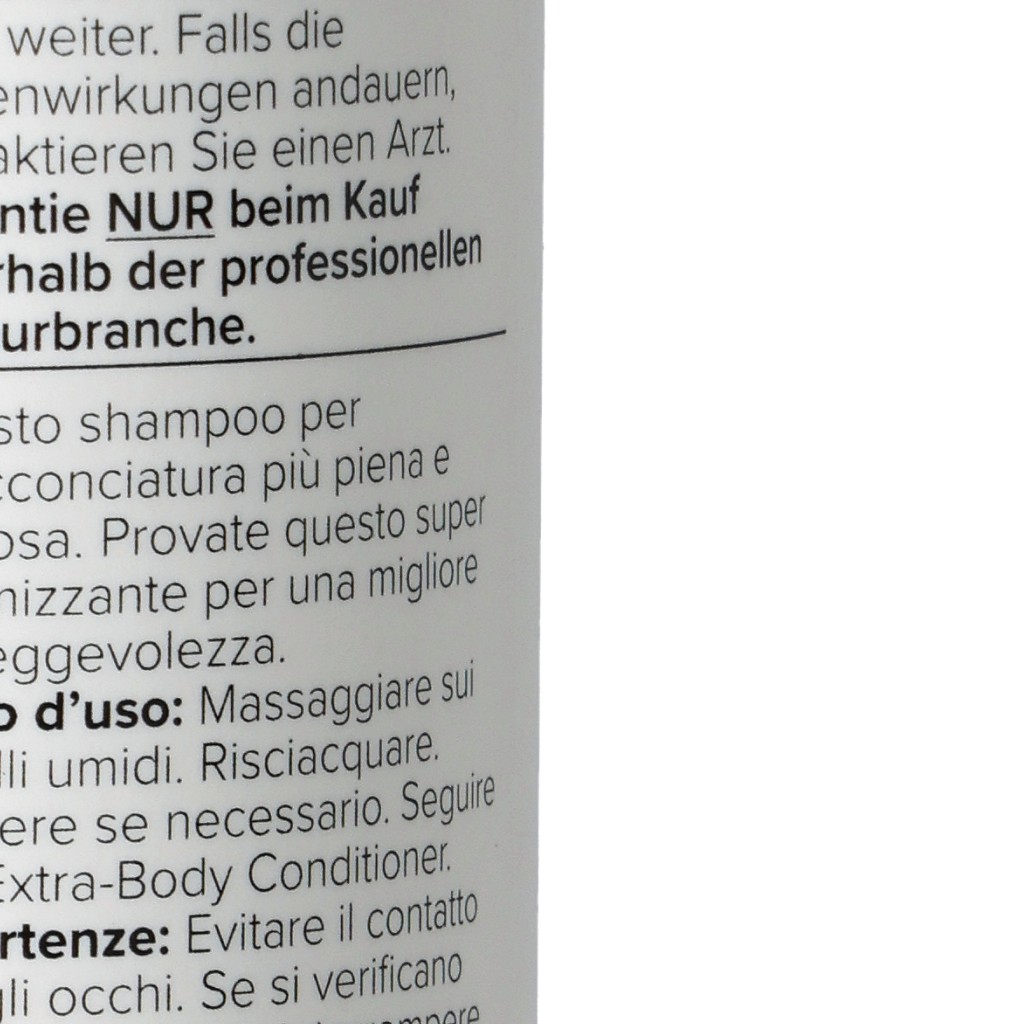 weiter. Falls die
enwirkungen andauern,
aktieren Sie einen Arzt.
ntie NUR beim Kauf
rhalb der professionellen
urbranche.
sto shampoo per
cconciatura più piena e
osa. Provate questo super
nizzante per una migliore
eggevolezza.
o d’uso: Massaggiare sui
lli umidi. Risciacquare.
ere se necessario. Seguire
Extra-Body Conditioner.
rtenze: Evitare il contatto
gli occhi. Se si verificano